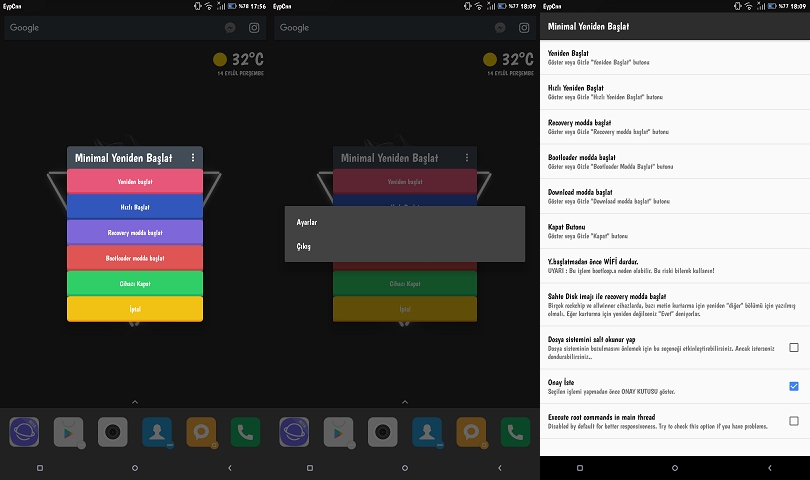 EypCnn
%78 17:56
Google
32°C
14 EYLÜL PERŞEMBE
Minimal Yeniden Başlat
Yeniden başlat
Hızlı Başlat
Recovery modda başlat
Bootloader modda başlat
Cihazı Kapat
İptal
EypCnn
%77 18:09
Google
32°C
14 EYLÜL PERŞEMBE
Minimal Yeniden Başlat
Yeniden başlat
Ayarlar
Çıkış
Cihazı Kapat
İptal
EypCnn
%77 18:09
Minimal Yeniden Başlat
Yeniden Başlat
Göster veya Gizle "Yeniden Başlat" butonu
Hızlı Yeniden Başlat
Göster veya Gizle "Hızlı Yeniden Başlat" butonu
Recovery modda başlat
Göster veya Gizle "Recovery modda başlat" butonu
Bootloader modda başlat
Göster veya Gizle "Bootloader Modda Başlat" butonu
Download modda başlat
Göster veya Gizle "Download modda başlat" butonu
Kapat Butonu
Göster veya Gizle "Kapat" Butonu
Y.başlatmadan önce WİFİ durdur.
UYARI : Bu işlem bootloop.a neden olabilir. Bu riski bilerek kullanın!
Sahte Disk imajı ile recovery modda başlat
Birçok rockchip ve allwinner cihazlarda, bazı metin kurtarma için yeniden "diğer" bölümü için yazılmış
olmalı. Eğer kurtarma için yeniden değilseniz "Evet" deniyorlar.
Dosya sistemini salt okunur yap
Dosya sisteminin bozulmasını önlemek için bu seçeneği etkinleştirebilirsiniz. Ancak isterseniz
dondurabilirsiniz..
Onay İste
Seçilen işlemi yapmadan önce ONAY KUTUSU göster.
Execute root commands in main thread
Disabled by default for better responsiveness. Try to check this option if you have problems.